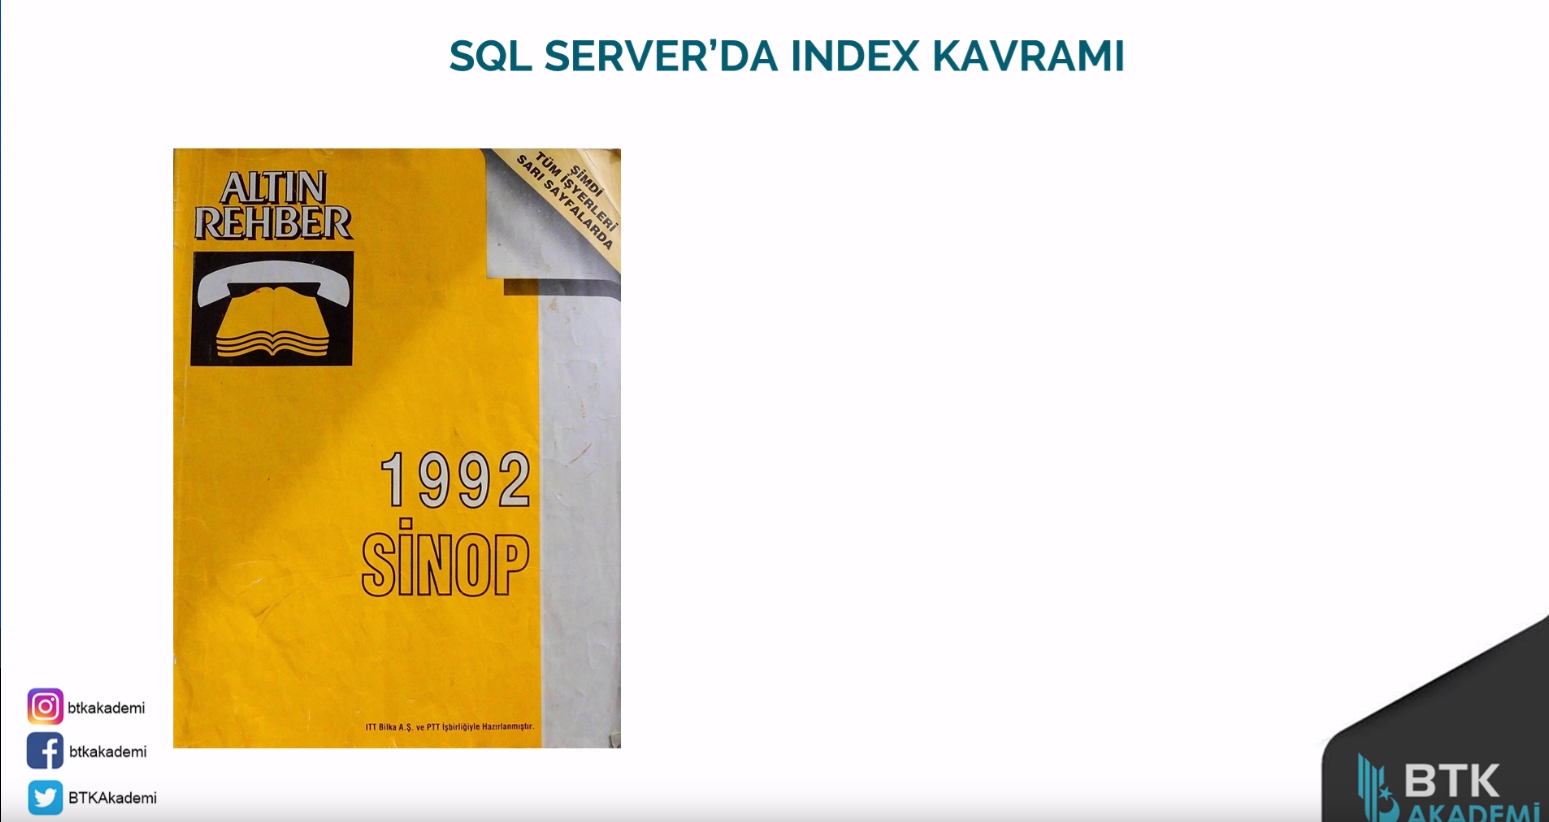 SQL SERVER’DA INDEX KAVRAMI
ALTIN
REHBER
ŞİMDİ
TÜM İŞYERLERİ
SARI SAYFALARDA
1992
SİNOP
ITT Bilka A.Ş. ve PTT İşbirliğiyle Hazırlanmıştır.
btkakademi
btkakademi
BTKAkademi
BTK
AKADEMİ